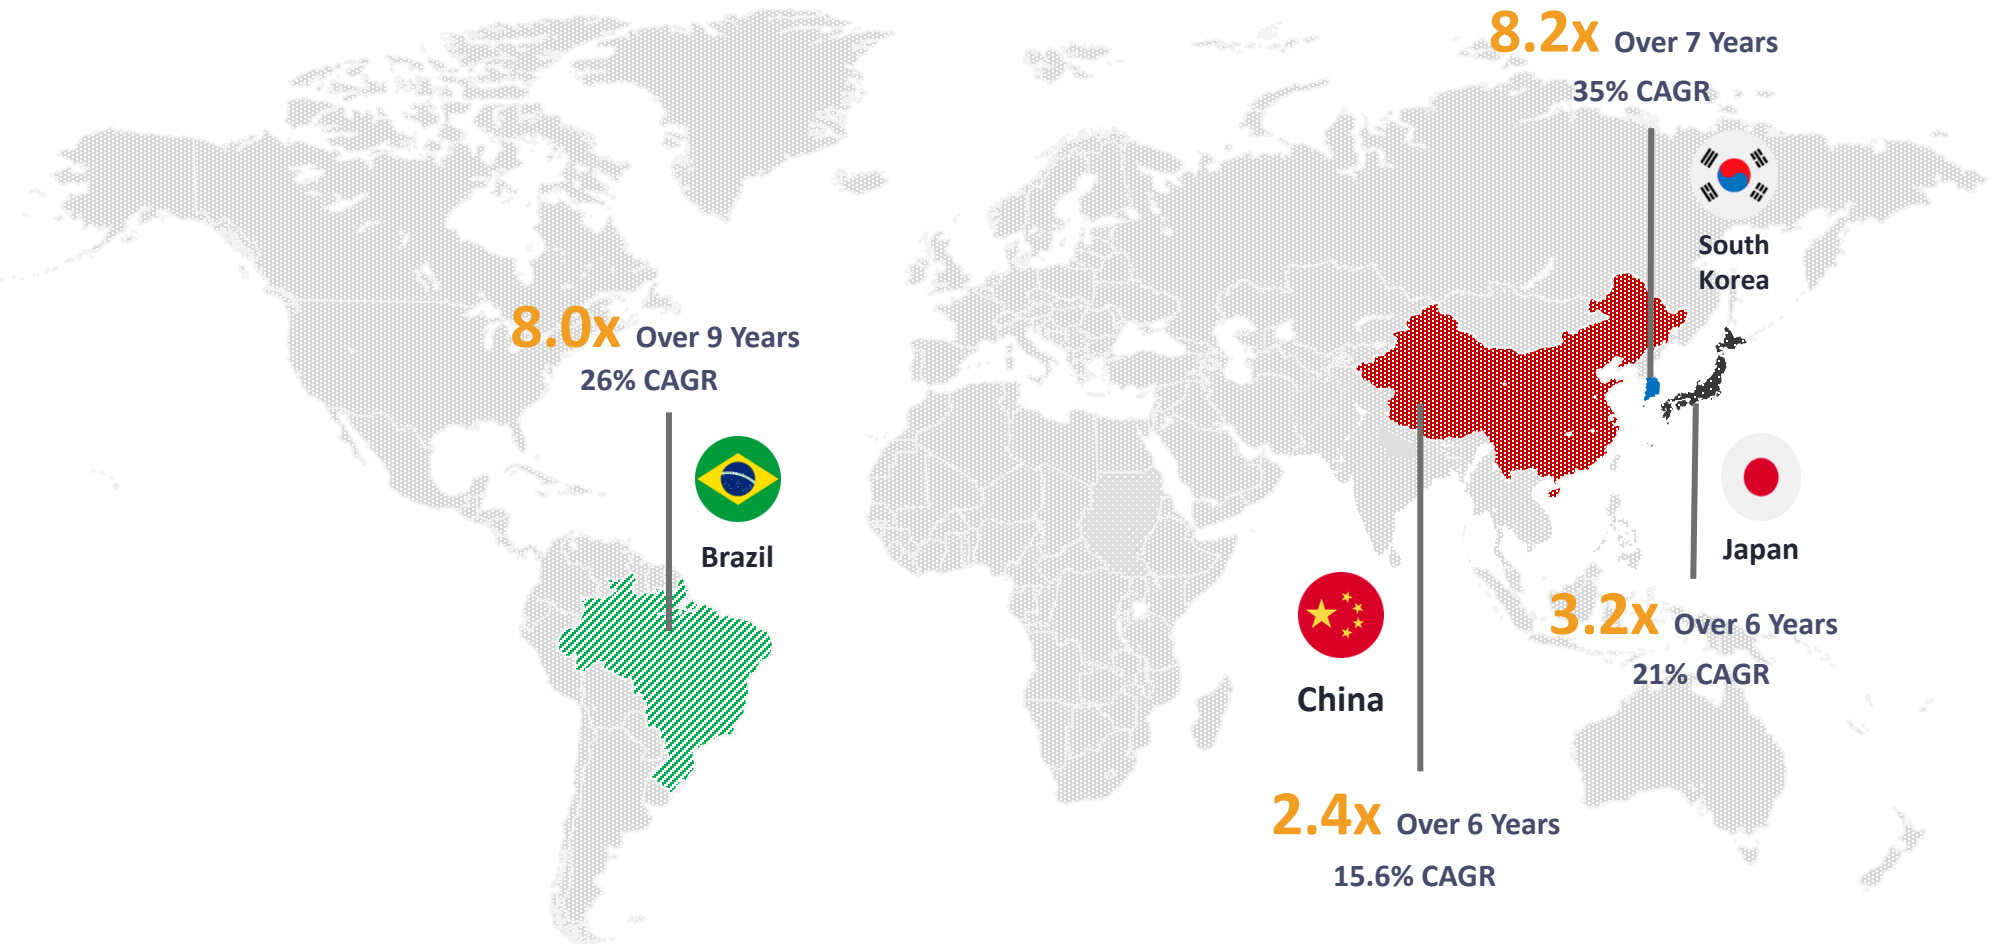 8.2x Over 7 Years
35% CAGR
South
Korea
8.0x Over 9 Years
26% CAGR
Brazil
Japan
3.2x Over 6 Years
21% CAGR
China
2.4x Over 6 Years
15.6% CAGR